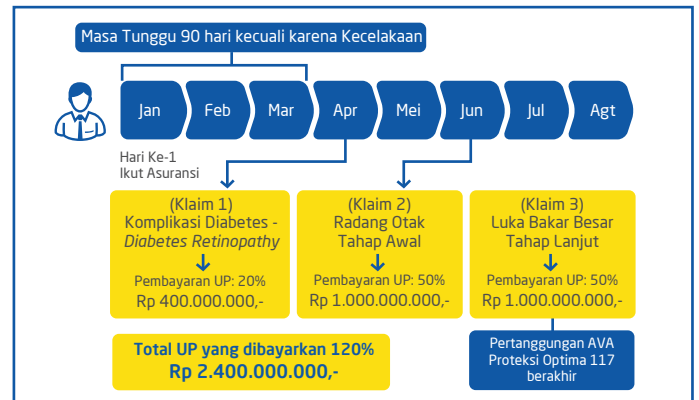 Masa Tunggu 90 hari kecuali karena Kecelakaan
Jan Feb Mar Apr Mei Jun Jul Agt
Hari Ke-1
Ikut Asuransi
(Klaim 1)
Komplikasi Diabetes -
Diabetes Retinopathy
Pembayaran UP: 20%
Rp 400.000.000,-
(Klaim 2)
Radang Otak
Tahap Awal
Pembayaran UP: 50%
Rp 1.000.000.000,-
(Klaim 3)
Luka Bakar Besar
Tahap Lanjut
Pembayaran UP: 50%
Rp 1.000.000.000,-
Total UP yang dibayarkan 120%
Rp 2.400.000.000,-
Pertanggungan AVA
Proteksi Optima 117
berakhir